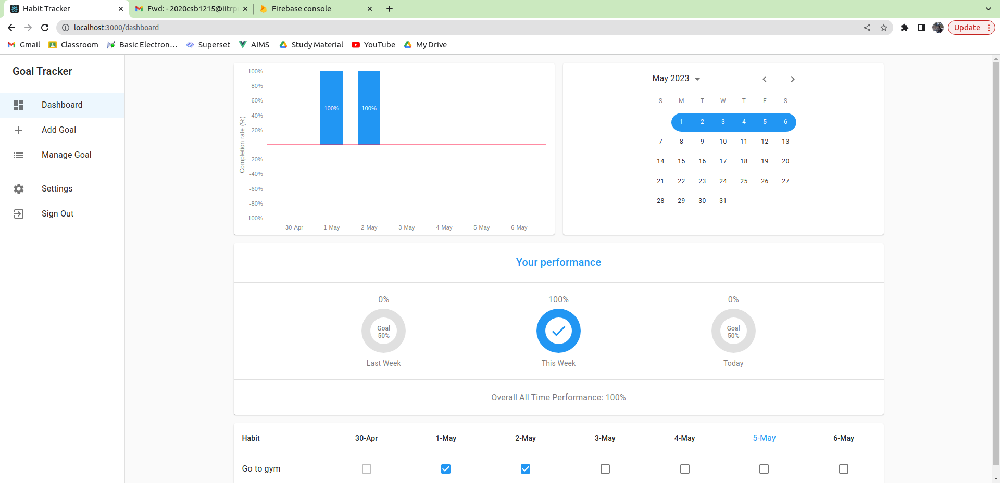 Habit Tracker
Fwd: - 2020csb1215@iitrp
Firebase console
localhost:3000/dashboard
Update
Gmail
Classroom
Basic Electron...
Superset
AIMS
Study Material
YouTube
My Drive
Goal Tracker
Dashboard
Add Goal
Manage Goal
Settings
Sign Out
Completion rate (%)
100%
80%
60%
40%
20%
-20%
-40%
-60%
-80%
-100%
100% 100%
30-Apr 1-May 2-May 3-May 4-May 5-May 6-May
May 2023
S M T W T F S
1 2 3 4 5 6
7 8 9 10 11 12 13
14 15 16 17 18 19 20
21 22 23 24 25 26 27
28 29 30 31
Your performance
0% 100% 0%
Goal
50%
Goal
50%
Last Week This Week Today
Overall All Time Performance: 100%
Habit 30-Apr 1-May 2-May 3-May 4-May 5-May 6-May
Go to gym